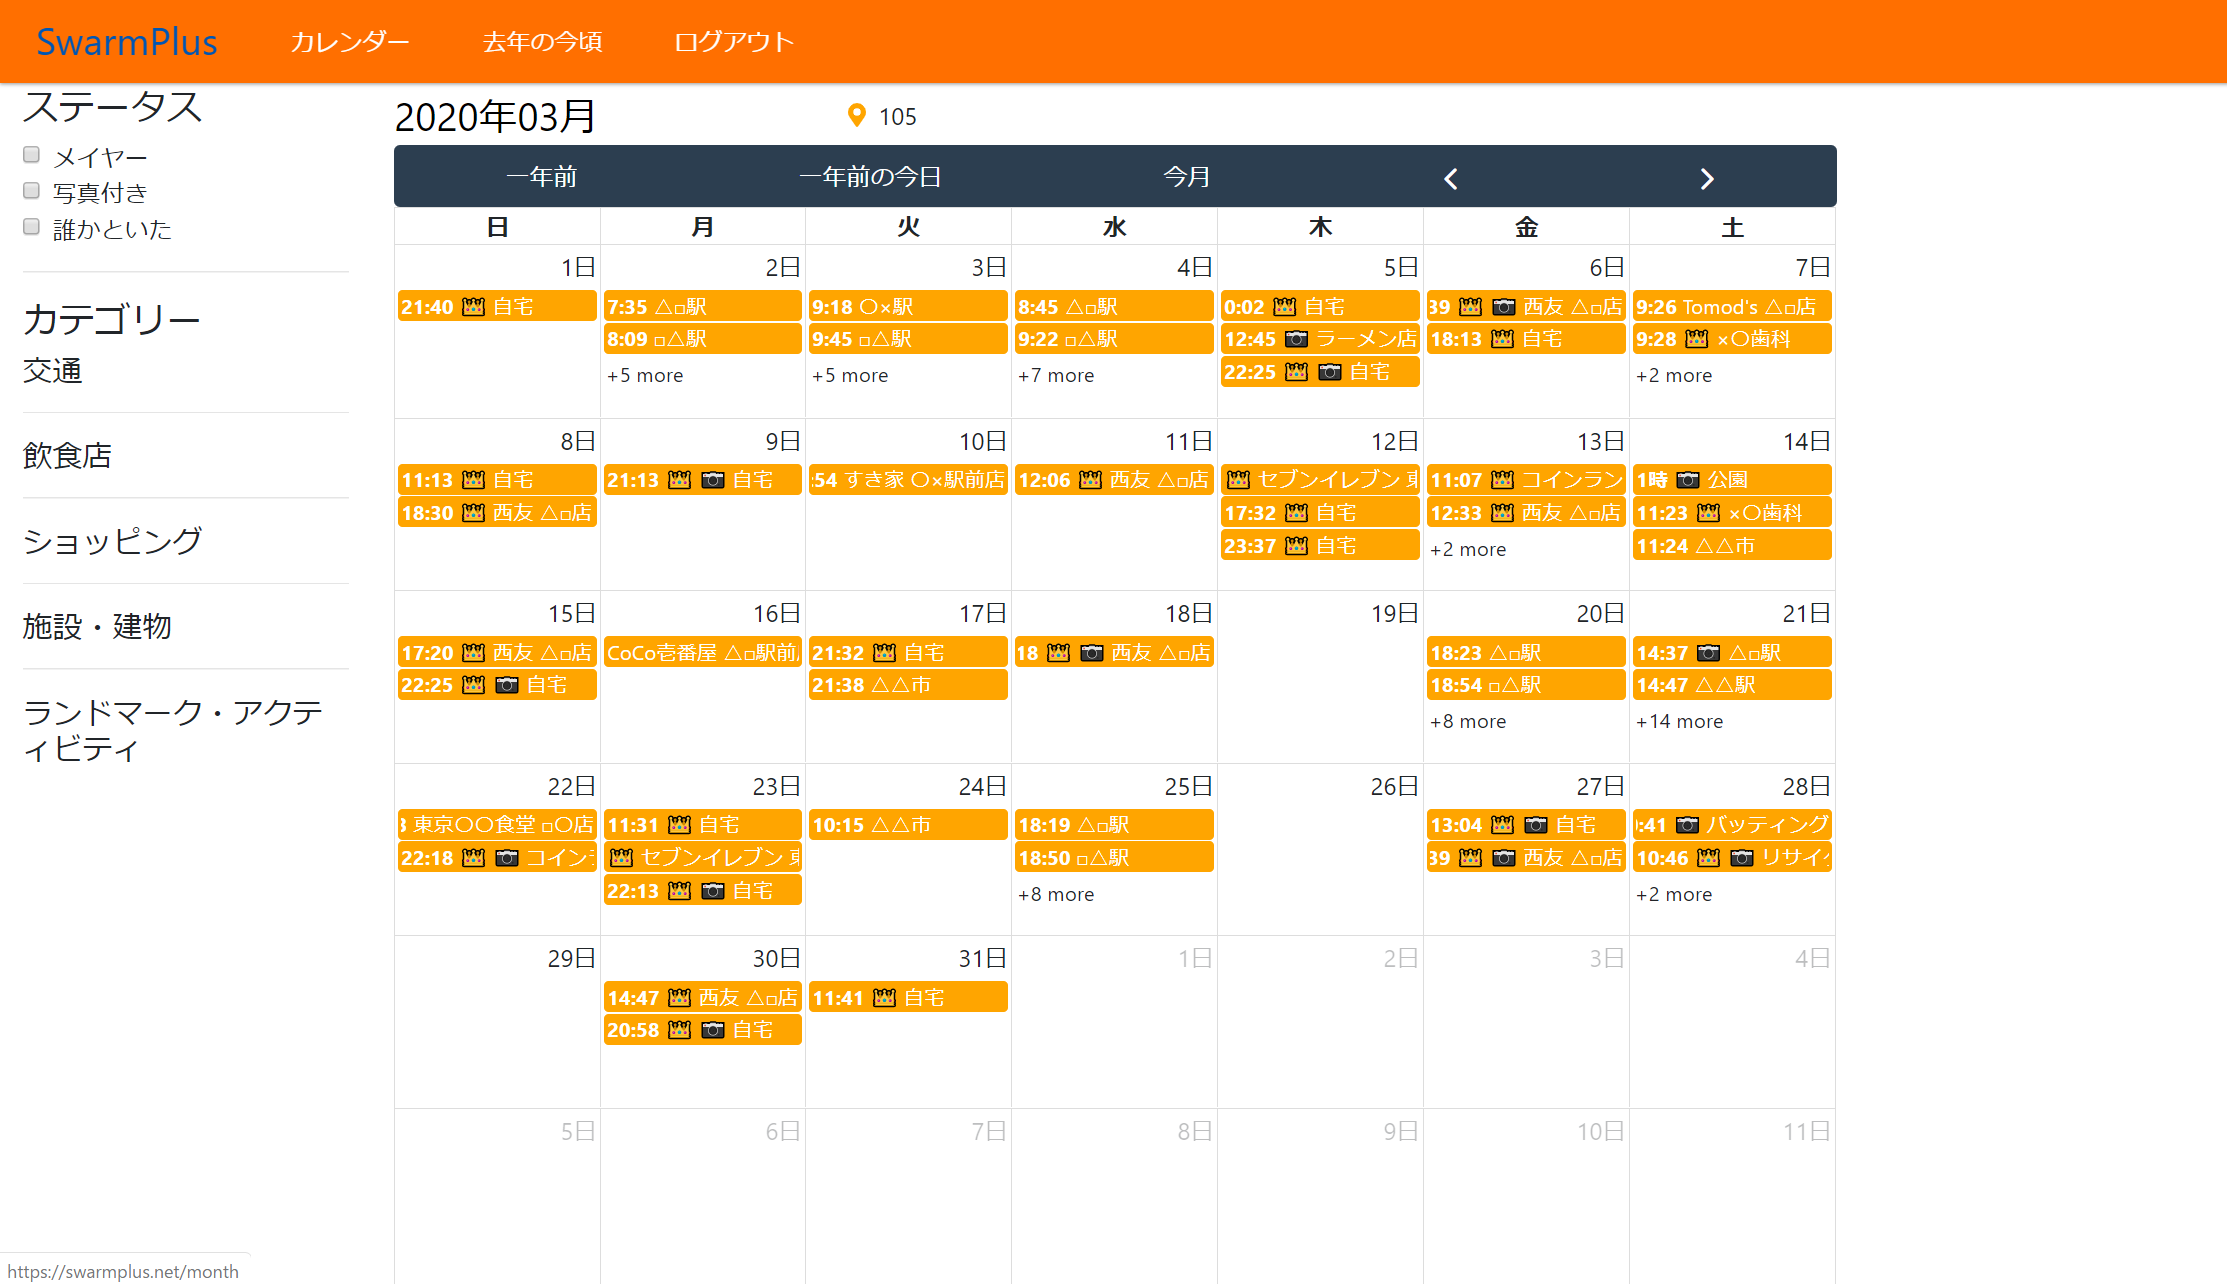 SwarmPlus カレンダー 去年の今頃 ログアウト
ステータス
メイヤー
写真付き
誰かといた
カテゴリー
交通
飲食店
ショッピング
施設・建物
ランドマーク・アクテ
ィビティ
2020年03月 105
一年前 一年前の今日 今月
日 月 火 水 木 金 土
1日 2日 3日 4日 5日 6日 7日
21:40 自宅 7:35 △□駅 9:18 〇×駅 8:45 △□駅 0:02 自宅 39 西友 △□店 9:26 Tomod's △□店
8:09 □△駅 9:45 □△駅 9:22 □△駅 12:45 ラーメン店 18:13 自宅 9:28 ×〇歯科
+5 more +5 more +7 more 22:25 自宅 +2 more
8日 9日 10日 11日 12日 13日 14日
11:13 自宅 21:13 自宅 :54 すき家 〇×駅前店 12:06 西友 △□店 セブンイレブン 東 11:07 コインラン 1時 公園
18:30 西友 △□店 17:32 自宅 12:33 西友 △□店 11:23 ×〇歯科
23:37 自宅 +2 more 11:24 △△市
15日 16日 17日 18日 19日 20日 21日
17:20 西友 △□店 CoCo壱番屋 △□駅前 21:32 自宅 18 西友 △□店 18:23 △□駅 14:37 △□駅
22:25 自宅 21:38 △△市 18:54 □△駅 14:47 △△駅
+8 more +14 more
22日 23日 24日 25日 26日 27日 28日
東京〇〇食堂 □〇店 11:31 自宅 10:15 △△市 18:19 △□駅 13:04 自宅 :41 バッティング
22:18 コイン セブンイレブン 東 18:50 □△駅 39 西友 △□店 10:46 リサイ
22:13 自宅 +8 more +2 more
29日 30日 31日 1日 2日 3日 4日
14:47 西友 △□店 11:41 自宅
20:58 自宅
5日 6日 7日 8日 9日 10日 11日
https://swarmplus.net/month